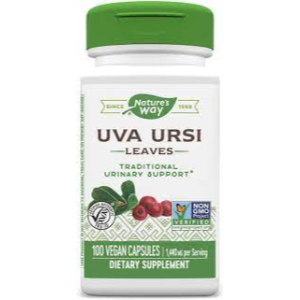 Nature's
Way
SINCE 1969
UVA URSI
LEAVES
TRADITIONAL
URINARY SUPPORT*
NON
GMO
Project
VERIFIED
100 VEGAN CAPSULES 1,440 mg per Serving
DIETARY SUPPLEMENT